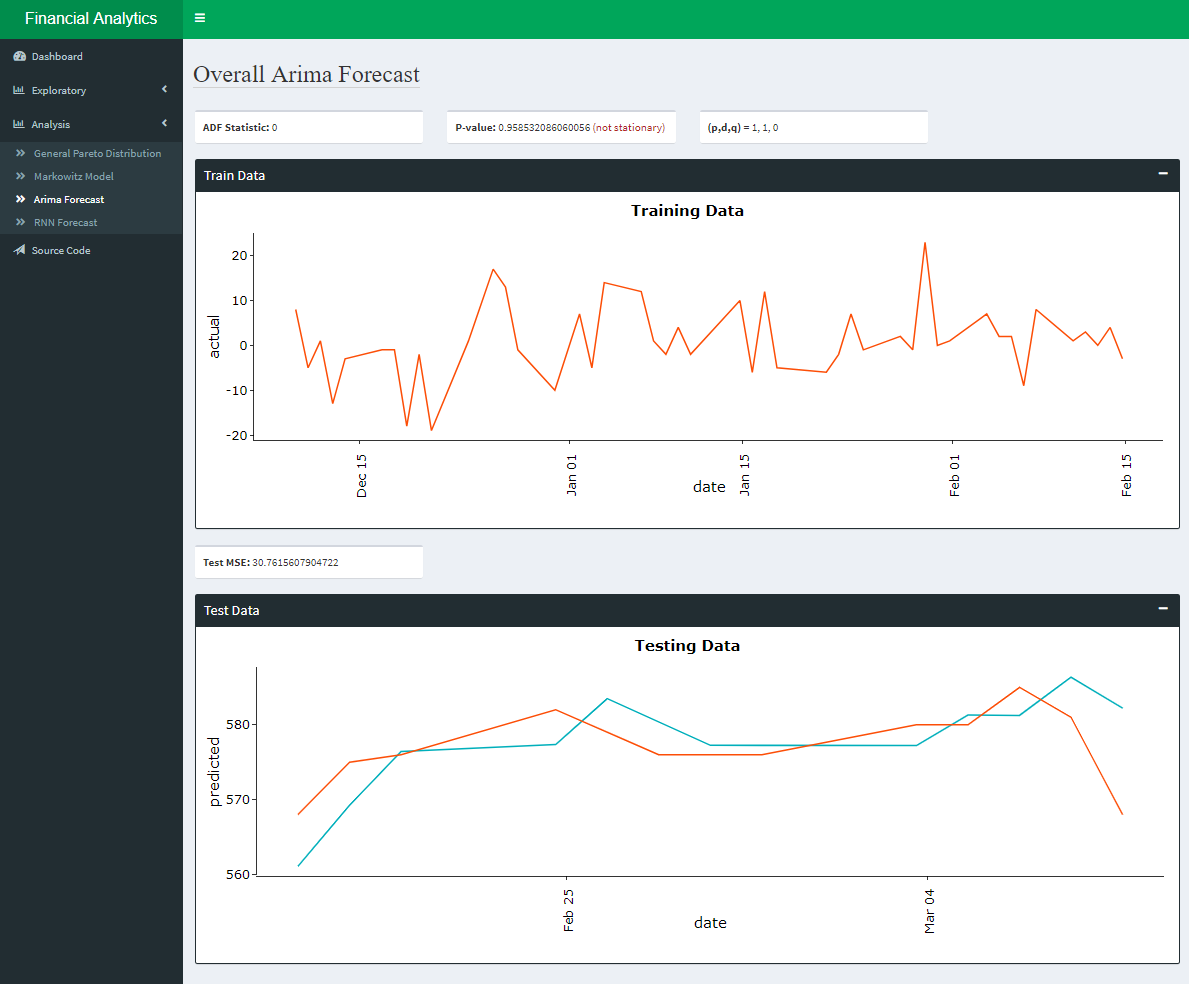 Financial Analytics
Dashboard
Exploratory
Analysis
General Pareto Distribution
Markowitz Model
Arima Forecast
RNN Forecast
Source Code
Overall Arima Forecast
ADF Statistic: 0
P-value: 0.958532086060056 (not stationary)
(p,d,q) = 1, 1, 0
Train Data
Training Data
actual
20
10
0
-10
-20
Dec 15
Jan 01
Jan 15
Feb 01
Feb 15
date
Test MSE: 30.7615607904722
Test Data
Testing Data
predicted
580
570
560
Feb 25
Mar 04
date